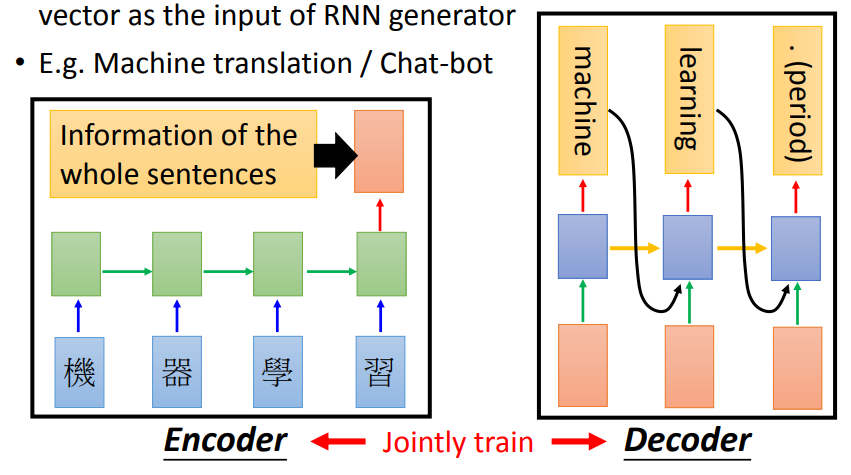 vector as the input of RNN generator
• E.g. Machine translation / Chat-bot
Information of the
whole sentences
機 器 學 習
Encoder
Jointly train
machine
learning
. (period)
Decoder